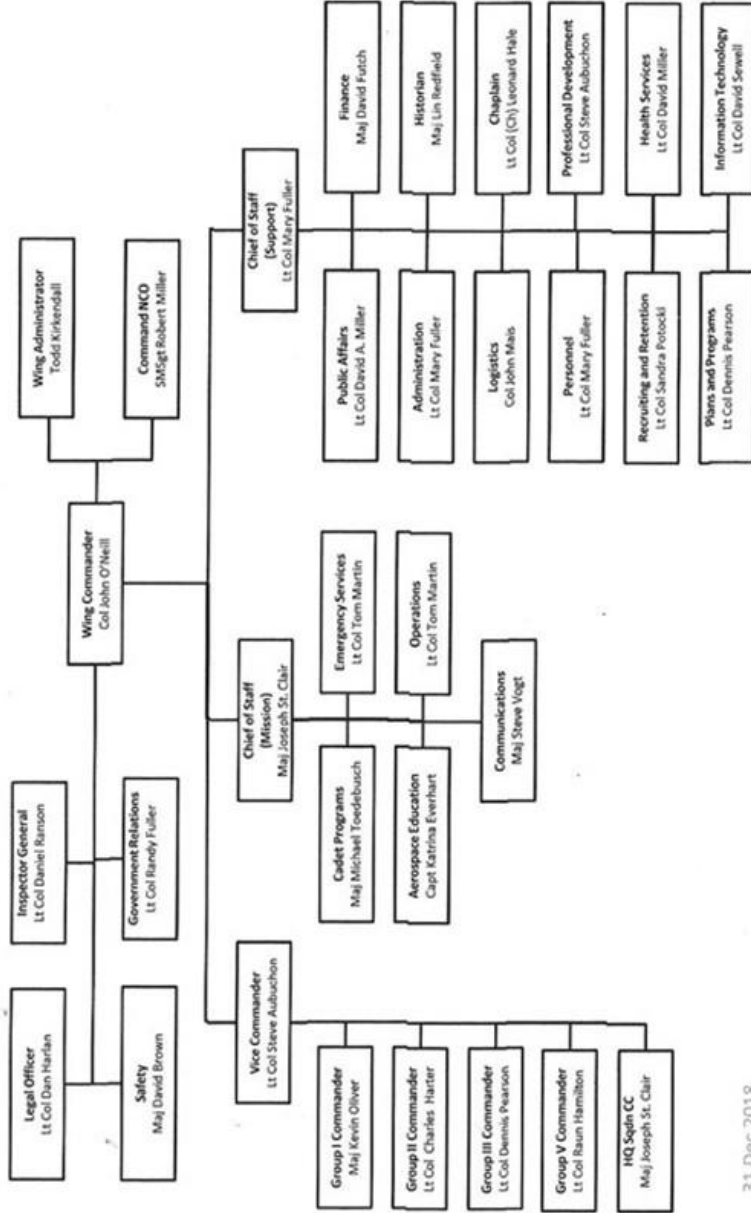 Legal Officer
Lt Col Dan Harlan
Inspector General
Lt Col Daniel Ranson
Safety
Maj David Brown
Government Relations
Lt Col Randy Fuller
Wing Commander
Col John O'Neill
Wing Administrator
Todd Kirkendall
Command NCO
SMSgt Robert Miller
Vice Commander
Lt Col Steve Aubuchon
Chief of Staff
(Mission)
Maj Joseph St. Clair
Chief of Staff
(Support)
Lt Col Mary Fuller
Group I Commander
Maj Kevin Oliver
Group II Commander
Lt Col Charles Harter
Group III Commander
Lt Col Dennis Pearson
Group V Commander
Lt Col Raun Hamilton
HQ Sqdn CC
Maj Joseph St. Clair
Cadet Programs
Maj Michael Toedebusch
Emergency Services
Lt Col Tom Martin
Aerospace Education
Capt Katrina Everhart
Operations
Lt Col Tom Martin
Communications
Maj Steve Vogt
Public Affairs
Lt Col David A. Miller
Finance
Maj David Futch
Administration
Lt Col Mary Fuller
Historian
Maj Lin Redfield
Logistics
Col John Mais
Chaplain
Lt Col (Ch) Leonard Hale
Personnel
Lt Col Mary Fuller
Professional Development
Lt Col Steve Aubuchon
Recruiting and Retention
Lt Col Sandra Potocki
Health Services
Lt Col David Miller
Plans and Programs
Lt Col Dennis Pearson
Information Technology
Lt Col David Sewell
31 Dec 2018